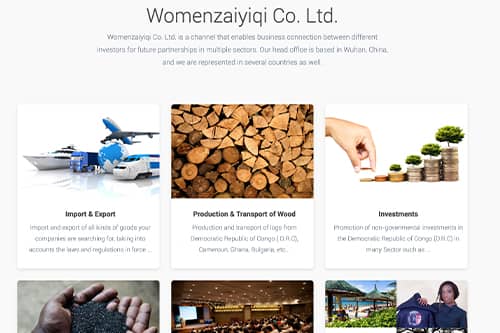 Womenzaiyiqi Co. Ltd.
Womenzaiyiqi Co. Ltd. is a channel that enables business connection between different
investors for future partnerships in multiple sectors. Our head office is based in Wuhan, China,
and we are represented in several countries as well.
Import & Export
Import and export of all kinds of goods your
companies are searching for, taking into
accounts the laws and regulations in force ...
Production & Transport of Wood
Production and transport of logs from
Democratic Republic of Congo ( D.R.C),
Cameroun, Ghana, Bulgaria, etc..
Investments
Promotion of non-governmental investments in
the Democratic Republic of Congo (D.R.C) in
many Sector such as: ...